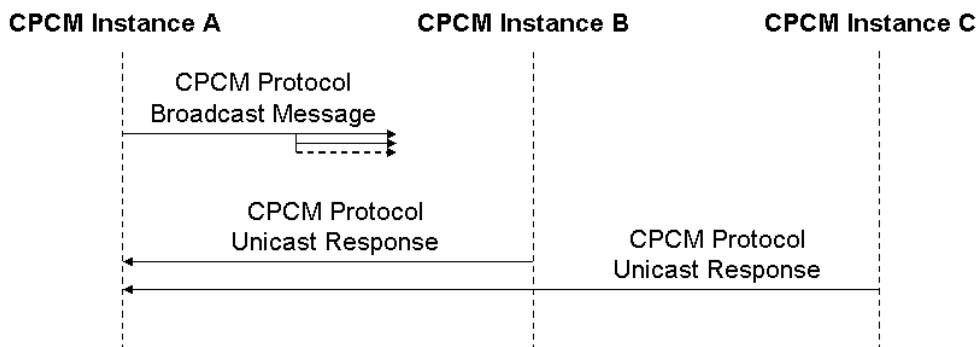 CPCM Instance A
CPCM Instance B
CPCM Instance C
CPCM Protocol
Broadcast Message
CPCM Protocol
Unicast Response
CPCM Protocol
Unicast Response